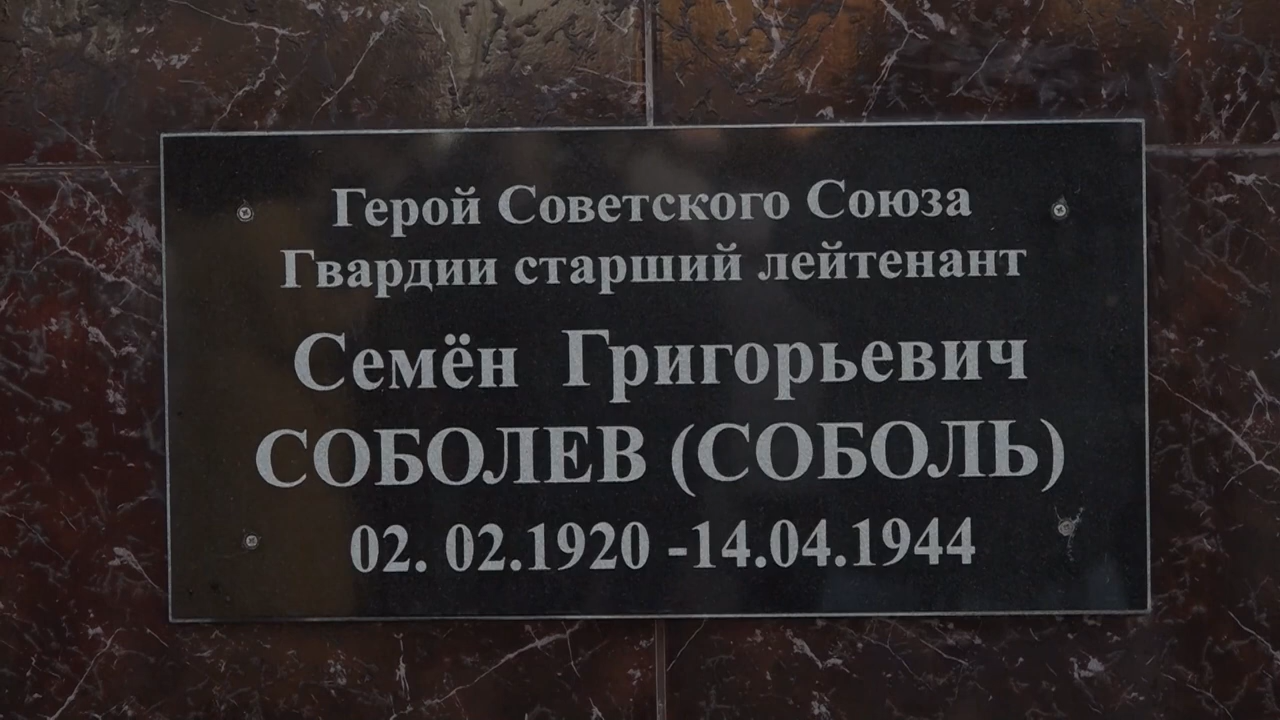 Герой Советского Союза
Гвардии старший лейтенант
Семён Григорьевич
СОБОЛЕВ (СОБОЛЬ)
02. 02.1920 -14.04.1944